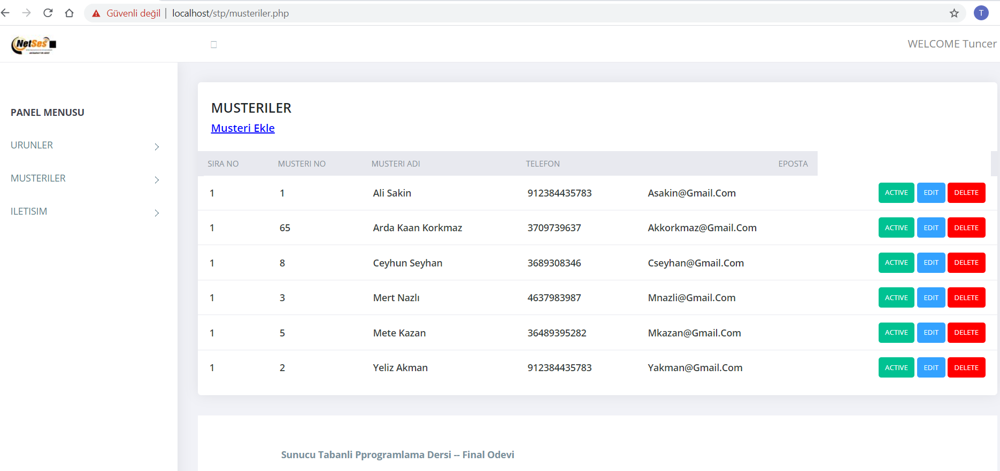 Güvenli değil | localhost/stp/musteriler.php T
NetSes
WELCOME Tuncer
PANEL MENUSU
URUNLER
MUSTERILER
ILETISIM
MUSTERILER
Musteri Ekle
SIRA NO MUSTERI NO MUSTERI ADI TELEFON EPOSTA
1 1 Ali Sakin 912384435783 Asakin@Gmail.Com ACTIVE EDIT DELETE
1 65 Arda Kaan Korkmaz 3709739637 Akkorkmaz@Gmail.Com ACTIVE EDIT DELETE
1 8 Ceyhun Seyhan 3689308346 Cseyhan@Gmail.Com ACTIVE EDIT DELETE
1 3 Mert Nazlı 4637983987 Mnazli@Gmail.Com ACTIVE EDIT DELETE
1 5 Mete Kazan 36489395282 Mkazan@Gmail.Com ACTIVE EDIT DELETE
1 2 Yeliz Akman 912384435783 Yakman@Gmail.Com ACTIVE EDIT DELETE
Sunucu Tabanli Pprogramlama Dersi -- Final Odevi